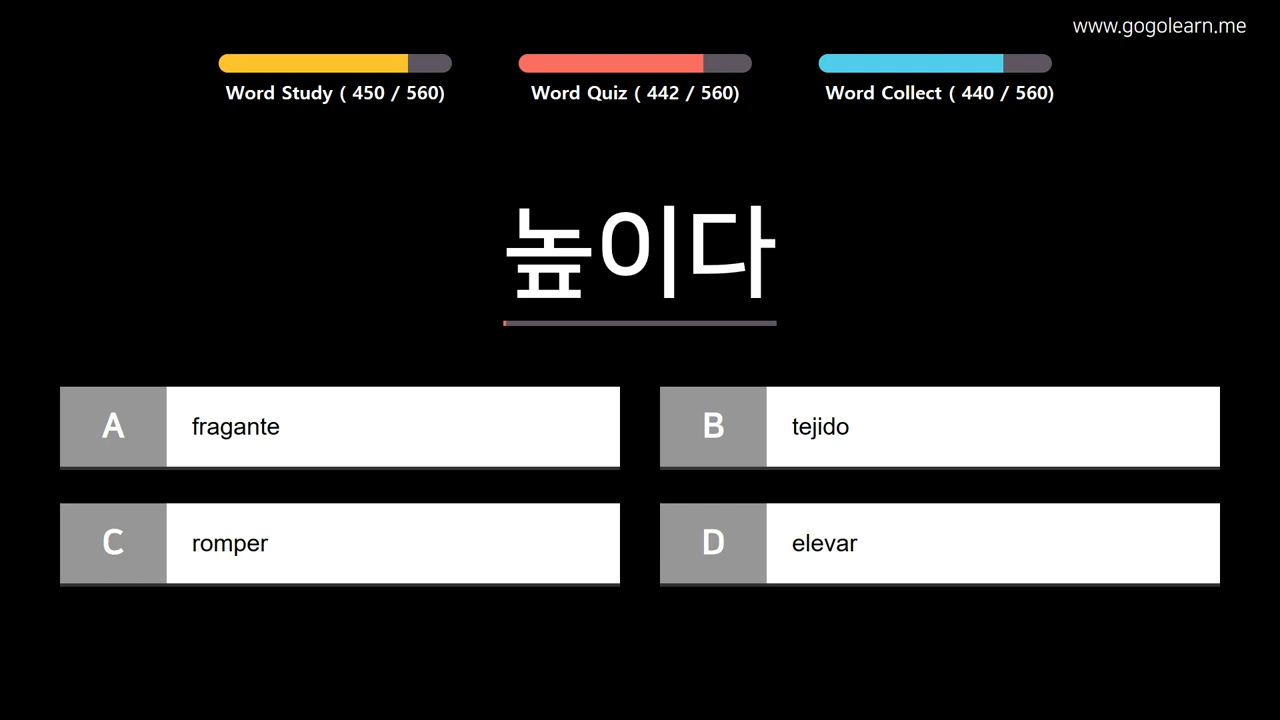 www.gogolearn.me
Word Study ( 450 / 560)
Word Quiz ( 442 / 560)
Word Collect ( 440 / 560)
높이다
A fragante
B tejido
C romper
D elevar